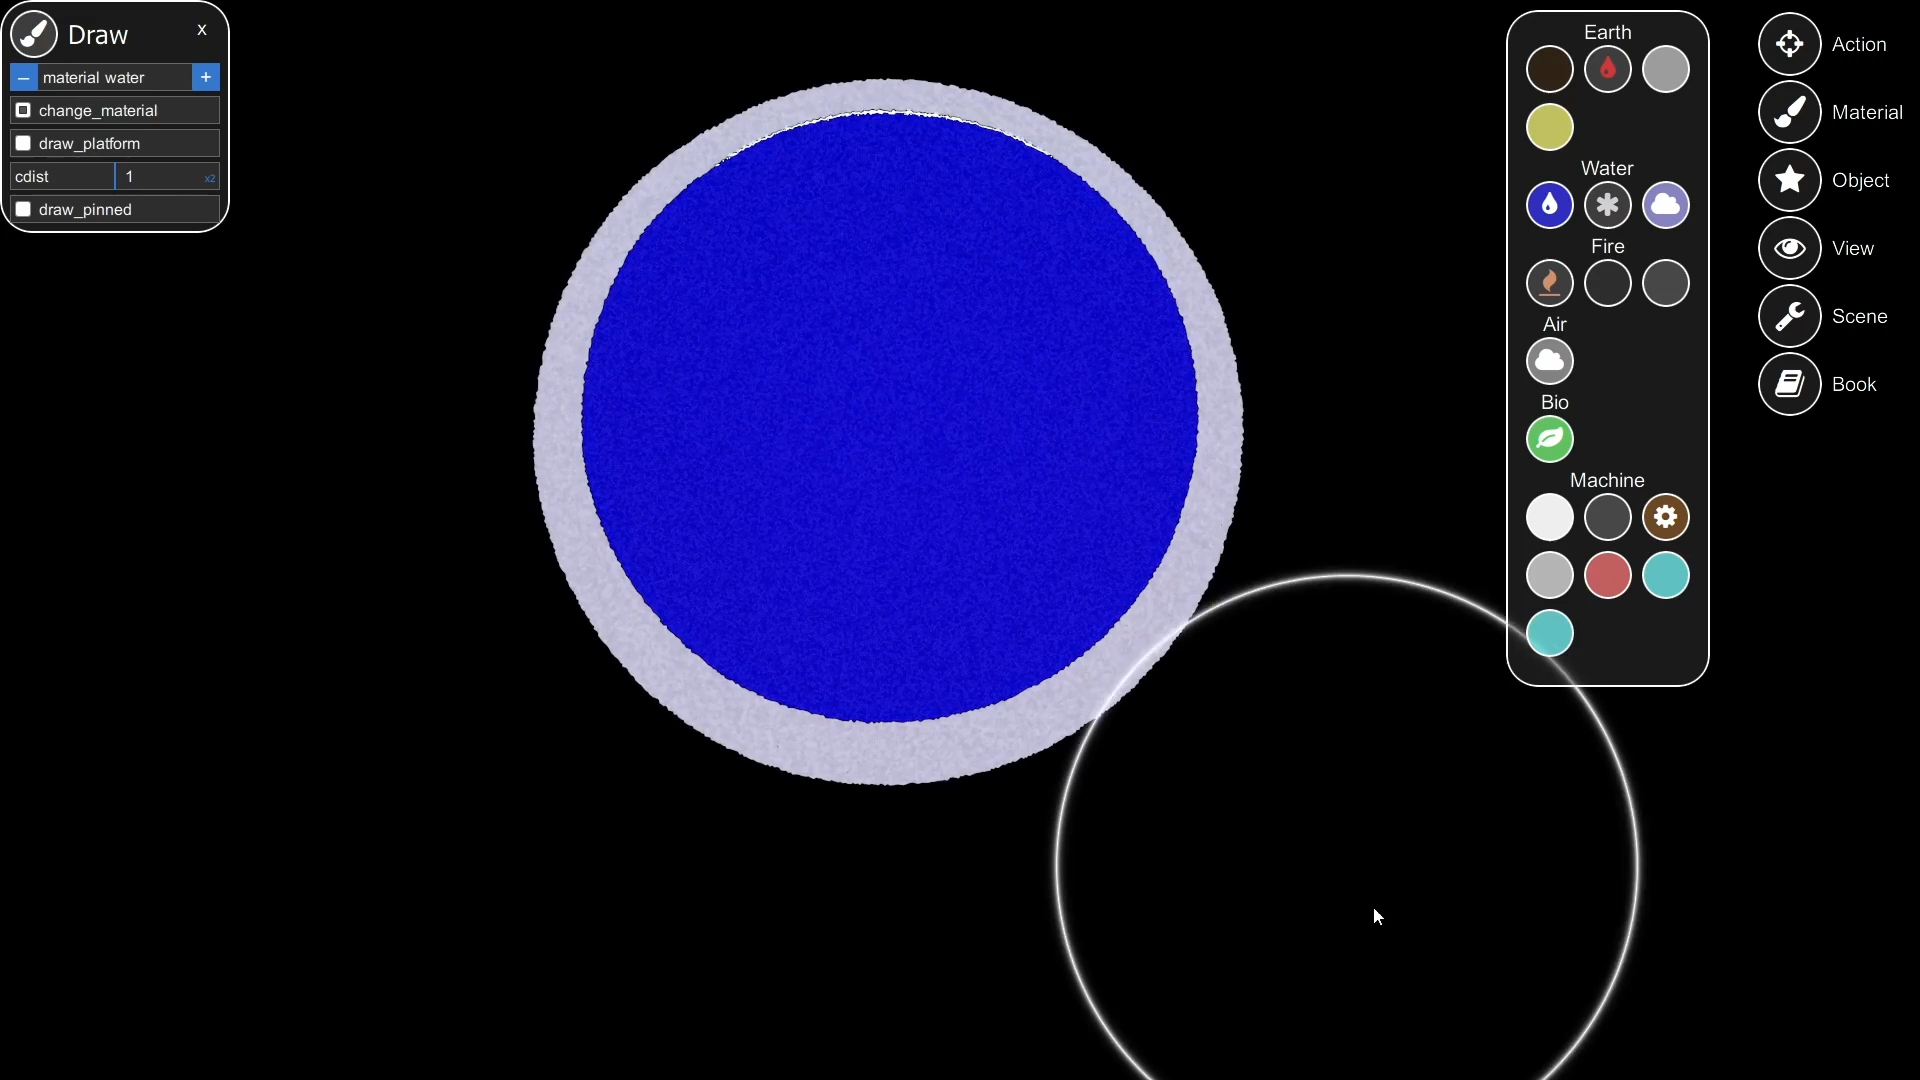 Draw
x
– material water +
change_material
draw_platform
cdist 1 x2
draw_pinned
Earth
Water
Fire
Air
Bio
Machine
Action
Material
Object
View
Scene
Book